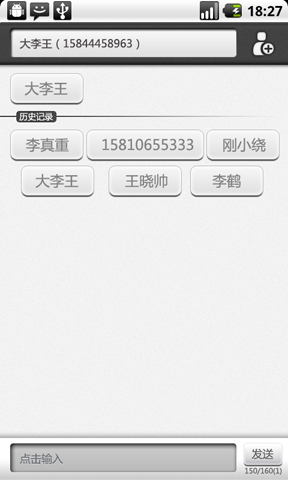 18:27
大李王（15844458963）
大李王
历史记录
李真重 15810655333 刚小绕
大李王 王晓帅 李鹤
点击输入 发送
150/160(1)